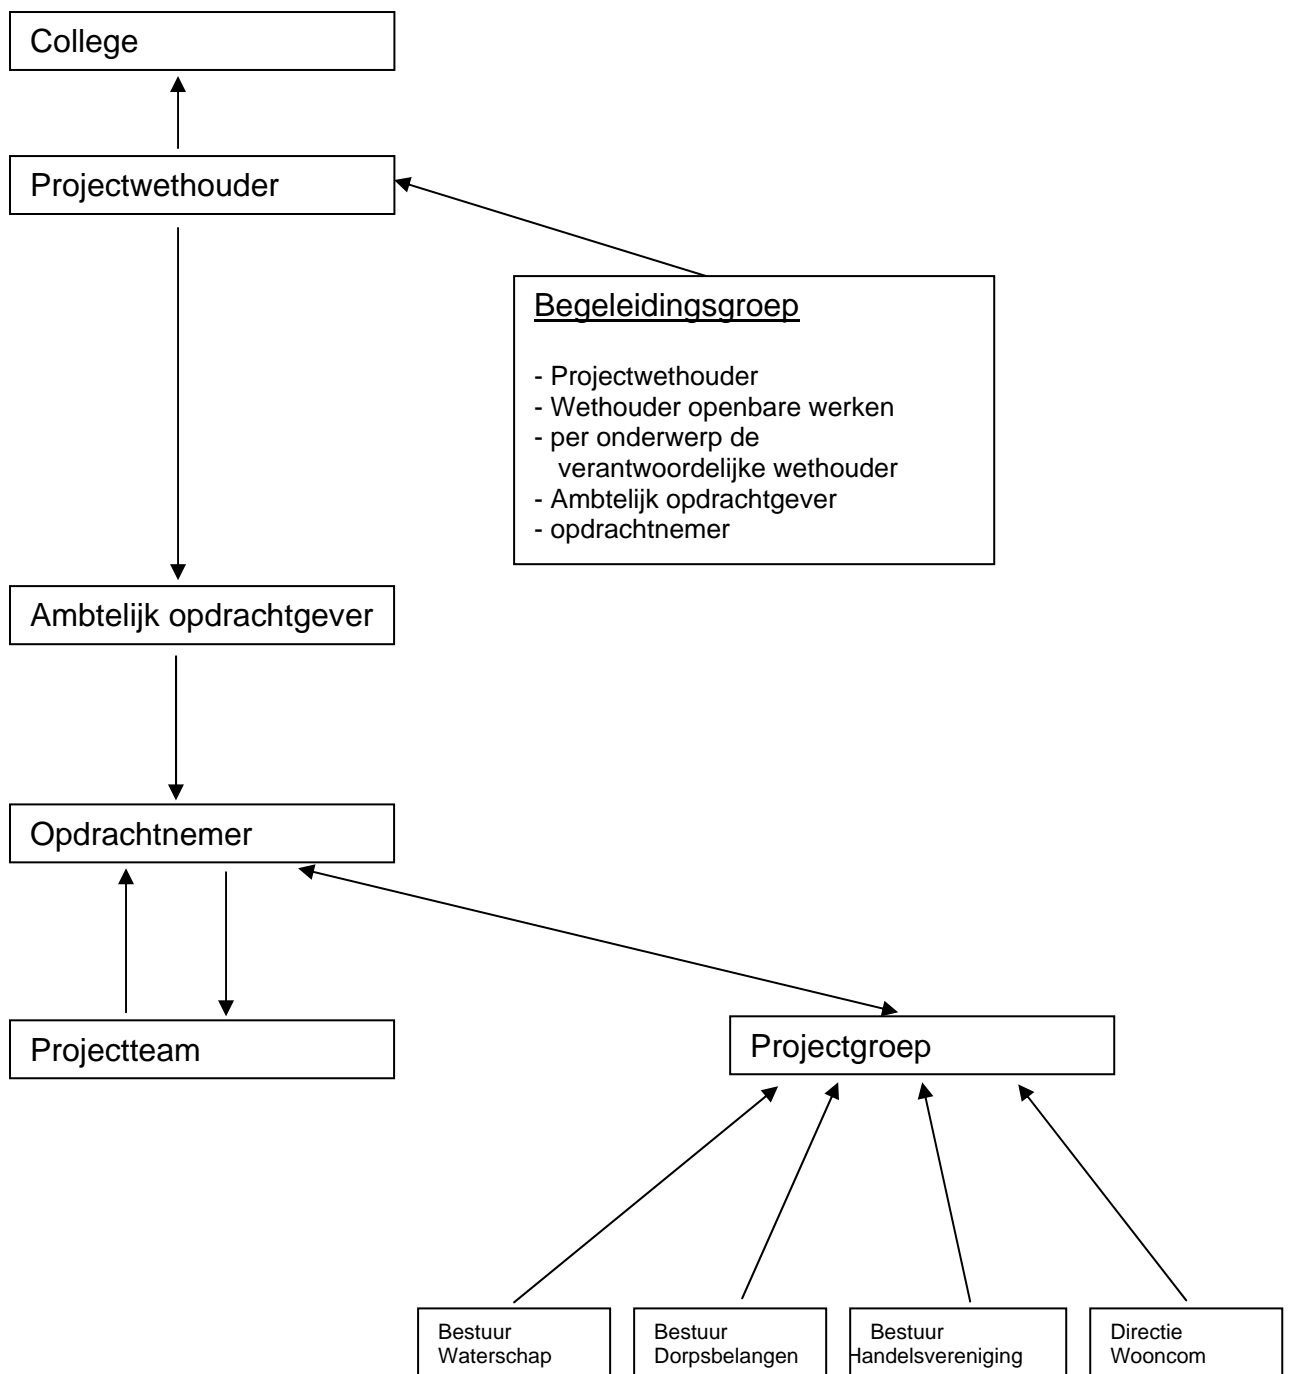 College
Projectwethouder
Begeleidingsgroep
- Projectwethouder
- Wethouder openbare werken
- per onderwerp de
verantwoordelijke wethouder
- Ambtelijk opdrachtgever
- opdrachtnemer
Ambtelijk opdrachtgever
Opdrachtnemer
Projectteam
Projectgroep
Bestuur
Waterschap
Bestuur
Dorpsbelangen
Bestuur
Handelsvereniging
Directie
Wooncom